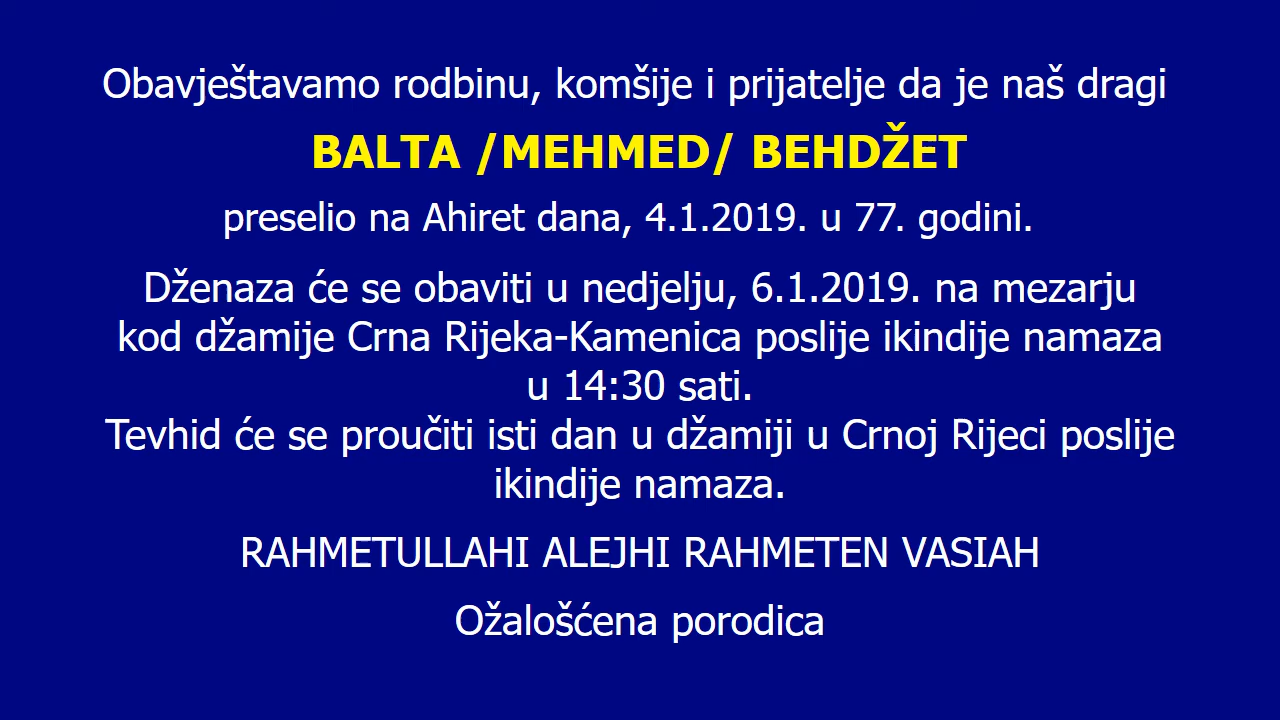 Obavještavamo rodbinu, komšije i prijatelje da je naš dragi
BALTA /MEHMED/ BEHDŽET
preselio na Ahiret dana, 4.1.2019. u 77. godini.
Dženaza će se obaviti u nedjelju, 6.1.2019. na mezarju
kod džamije Crna Rijeka-Kamenica poslije ikindije namaza
u 14:30 sati.
Tevhid će se proučiti isti dan u džamiji u Crnoj Rijeci poslije
ikindije namaza.
RAHMETULLAHI ALEJHI RAHMETEN VASIAH
Ožalošćena porodica